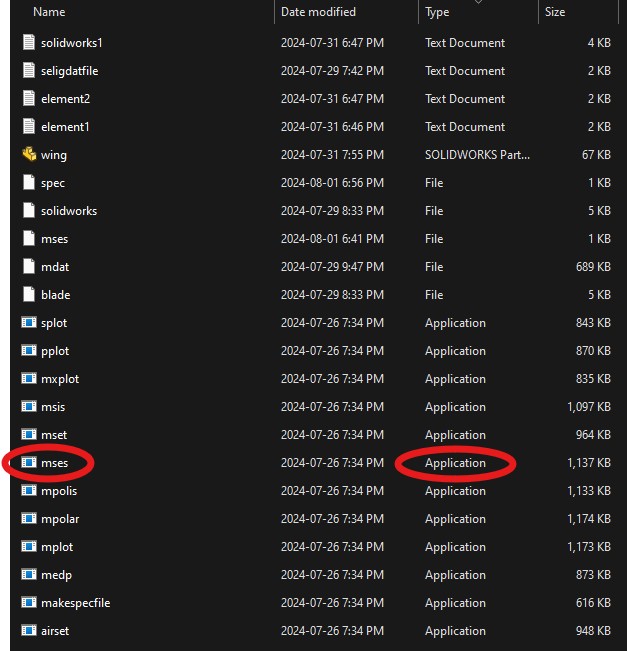 Name Date modified Type Size
solidworks1 2024-07-31 6:47 PM Text Document 4 KB
seligdatfile 2024-07-29 7:42 PM Text Document 2 KB
element2 2024-07-31 6:47 PM Text Document 2 KB
element1 2024-07-31 6:46 PM Text Document 2 KB
wing 2024-07-31 7:55 PM SOLIDWORKS Part... 67 KB
spec 2024-08-01 6:56 PM File 1 KB
solidworks 2024-07-29 8:33 PM File 5 KB
mses 2024-08-01 6:41 PM File 1 KB
mdat 2024-07-29 9:47 PM File 689 KB
blade 2024-07-29 8:33 PM File 5 KB
splot 2024-07-26 7:34 PM Application 843 KB
pplot 2024-07-26 7:34 PM Application 870 KB
mxplot 2024-07-26 7:34 PM Application 835 KB
msis 2024-07-26 7:34 PM Application 1,097 KB
mset 2024-07-26 7:34 PM Application 964 KB
mses 2024-07-26 7:34 PM Application 1,137 KB
mpolis 2024-07-26 7:34 PM Application 1,133 KB
mpolar 2024-07-26 7:34 PM Application 1,174 KB
mplot 2024-07-26 7:34 PM Application 1,173 KB
medp 2024-07-26 7:34 PM Application 873 KB
makespecfile 2024-07-26 7:34 PM Application 616 KB
airset 2024-07-26 7:34 PM Application 948 KB